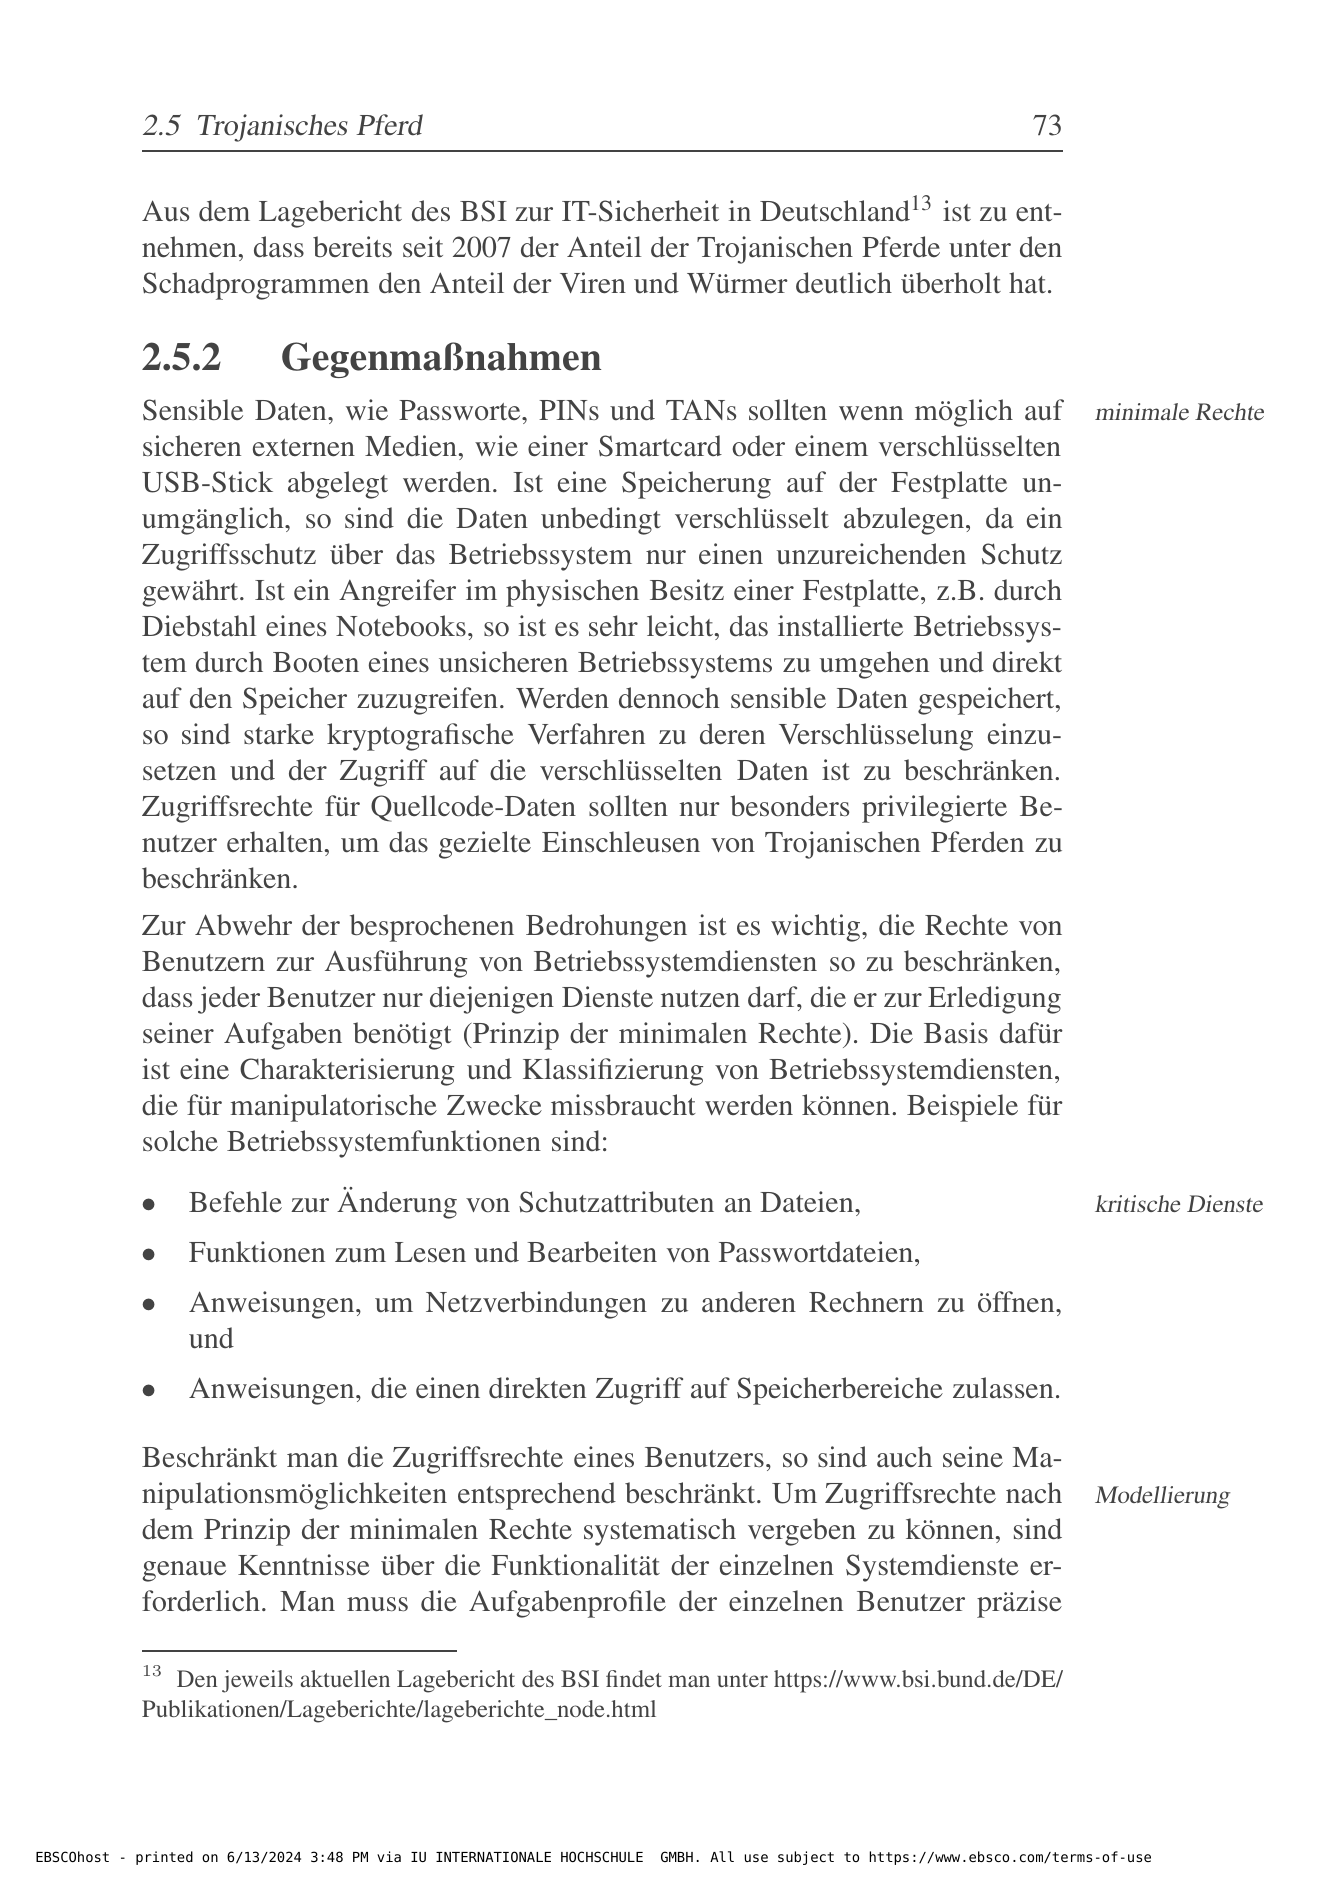 2.5 Trojanisches Pferd 73
Aus dem Lagebericht des BSI zur IT-Sicherheit in Deutschland13 ist zu ent-
nehmen, dass bereits seit 2007 der Anteil der Trojanischen Pferde unter den
Schadprogrammen den Anteil der Viren und Würmer deutlich überholt hat.
2.5.2 Gegenmaßnahmen
Sensible Daten, wie Passworte, PINs und TANs sollten wenn möglich auf minimale Rechte
sicheren externen Medien, wie einer Smartcard oder einem verschlüsselten
USB-Stick abgelegt werden. Ist eine Speicherung auf der Festplatte un-
umgänglich, so sind die Daten unbedingt verschlüsselt abzulegen, da ein
Zugriffsschutz über das Betriebssystem nur einen unzureichenden Schutz
gewährt. Ist ein Angreifer im physischen Besitz einer Festplatte, z.B. durch
Diebstahl eines Notebooks, so ist es sehr leicht, das installierte Betriebssys-
tem durch Booten eines unsicheren Betriebssystems zu umgehen und direkt
auf den Speicher zuzugreifen. Werden dennoch sensible Daten gespeichert,
so sind starke kryptografische Verfahren zu deren Verschlüsselung einzu-
setzen und der Zugriff auf die verschlüsselten Daten ist zu beschränken.
Zugriffsrechte für Quellcode-Daten sollten nur besonders privilegierte Be-
nutzer erhalten, um das gezielte Einschleusen von Trojanischen Pferden zu
beschränken.
Zur Abwehr der besprochenen Bedrohungen ist es wichtig, die Rechte von
Benutzern zur Ausführung von Betriebssystemdiensten so zu beschränken,
dass jeder Benutzer nur diejenigen Dienste nutzen darf, die er zur Erledigung
seiner Aufgaben benötigt (Prinzip der minimalen Rechte). Die Basis dafür
ist eine Charakterisierung und Klassifizierung von Betriebssystemdiensten,
die für manipulatorische Zwecke missbraucht werden können. Beispiele für
solche Betriebssystemfunktionen sind:
• Befehle zur Änderung von Schutzattributen an Dateien, kritische Dienste
• Funktionen zum Lesen und Bearbeiten von Passwortdateien,
• Anweisungen, um Netzverbindungen zu anderen Rechnern zu öffnen,
und
• Anweisungen, die einen direkten Zugriff auf Speicherbereiche zulassen.
Beschränkt man die Zugriffsrechte eines Benutzers, so sind auch seine Ma-
nipulationsmöglichkeiten entsprechend beschränkt. Um Zugriffsrechte nach Modellierung
dem Prinzip der minimalen Rechte systematisch vergeben zu können, sind
genaue Kenntnisse über die Funktionalität der einzelnen Systemdienste er-
forderlich. Man muss die Aufgabenprofile der einzelnen Benutzer präzise
13 Den jeweils aktuellen Lagebericht des BSI findet man unter https://www.bsi.bund.de/DE/
Publikationen/Lageberichte/lageberichte_node.html
EBSCOhost - printed on 6/13/2024 3:48 PM via IU INTERNATIONALE HOCHSCHULE  GMBH. All use subject to https://www.ebsco.com/terms-of-use